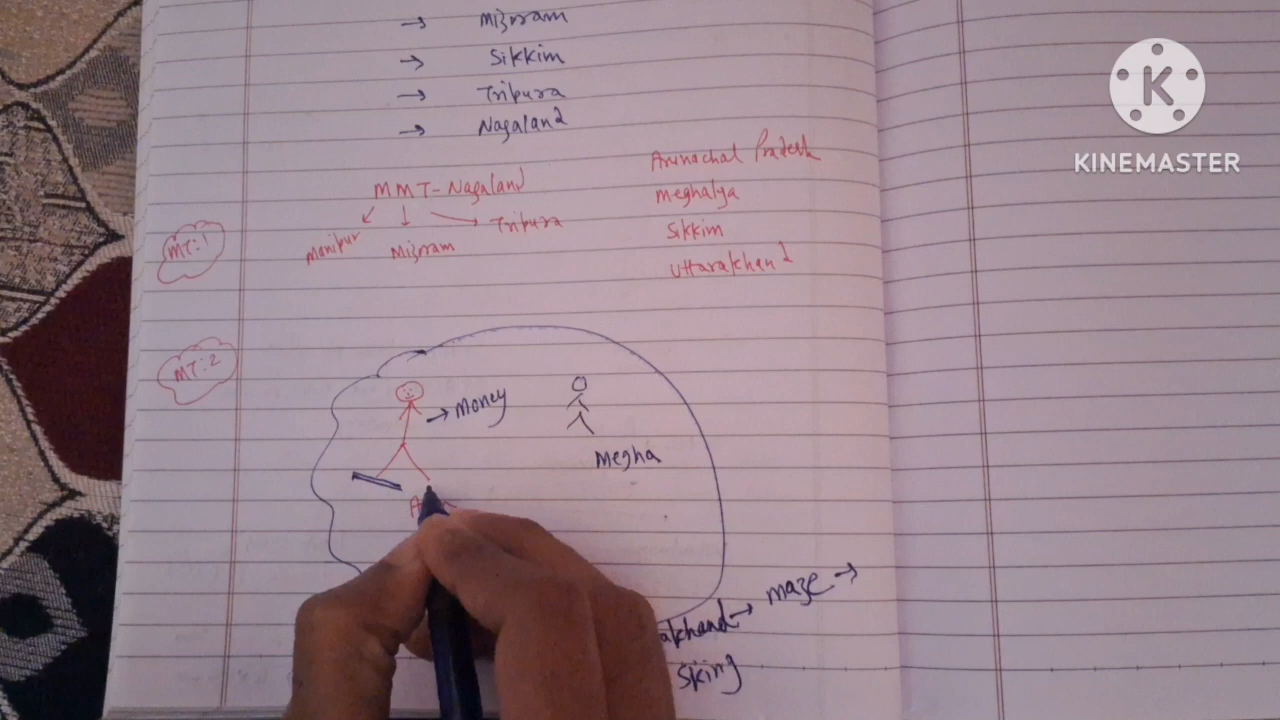 → Mizoram
→ Sikkim
→ Tripura
→ Nagaland
MMT-Nagaland
Manipur
Mizoram
→ Tripura
MT:1
Arunachal Pradesh
Meghalya
Sikkim
Uttarakhand
MT:2
→ Money
Megha
akhand → maze →
sking
K
KINEMASTER